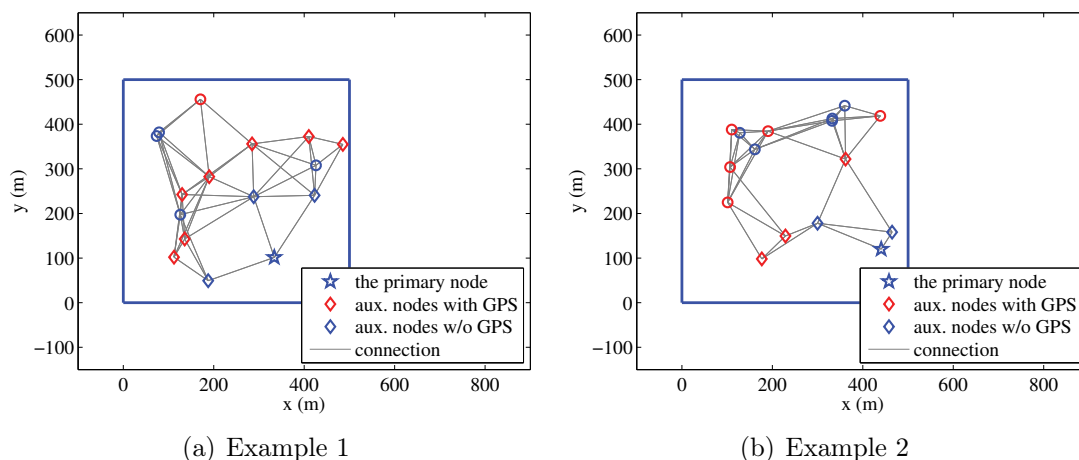 600
500
400
300
200
100
0
−100
y (m)
0 200 400 600 800
x (m)
the primary node
aux. nodes with GPS
aux. nodes w/o GPS
connection
(a) Example 1
600
500
400
300
200
100
0
−100
y (m)
0 200 400 600 800
x (m)
the primary node
aux. nodes with GPS
aux. nodes w/o GPS
connection
(b) Example 2